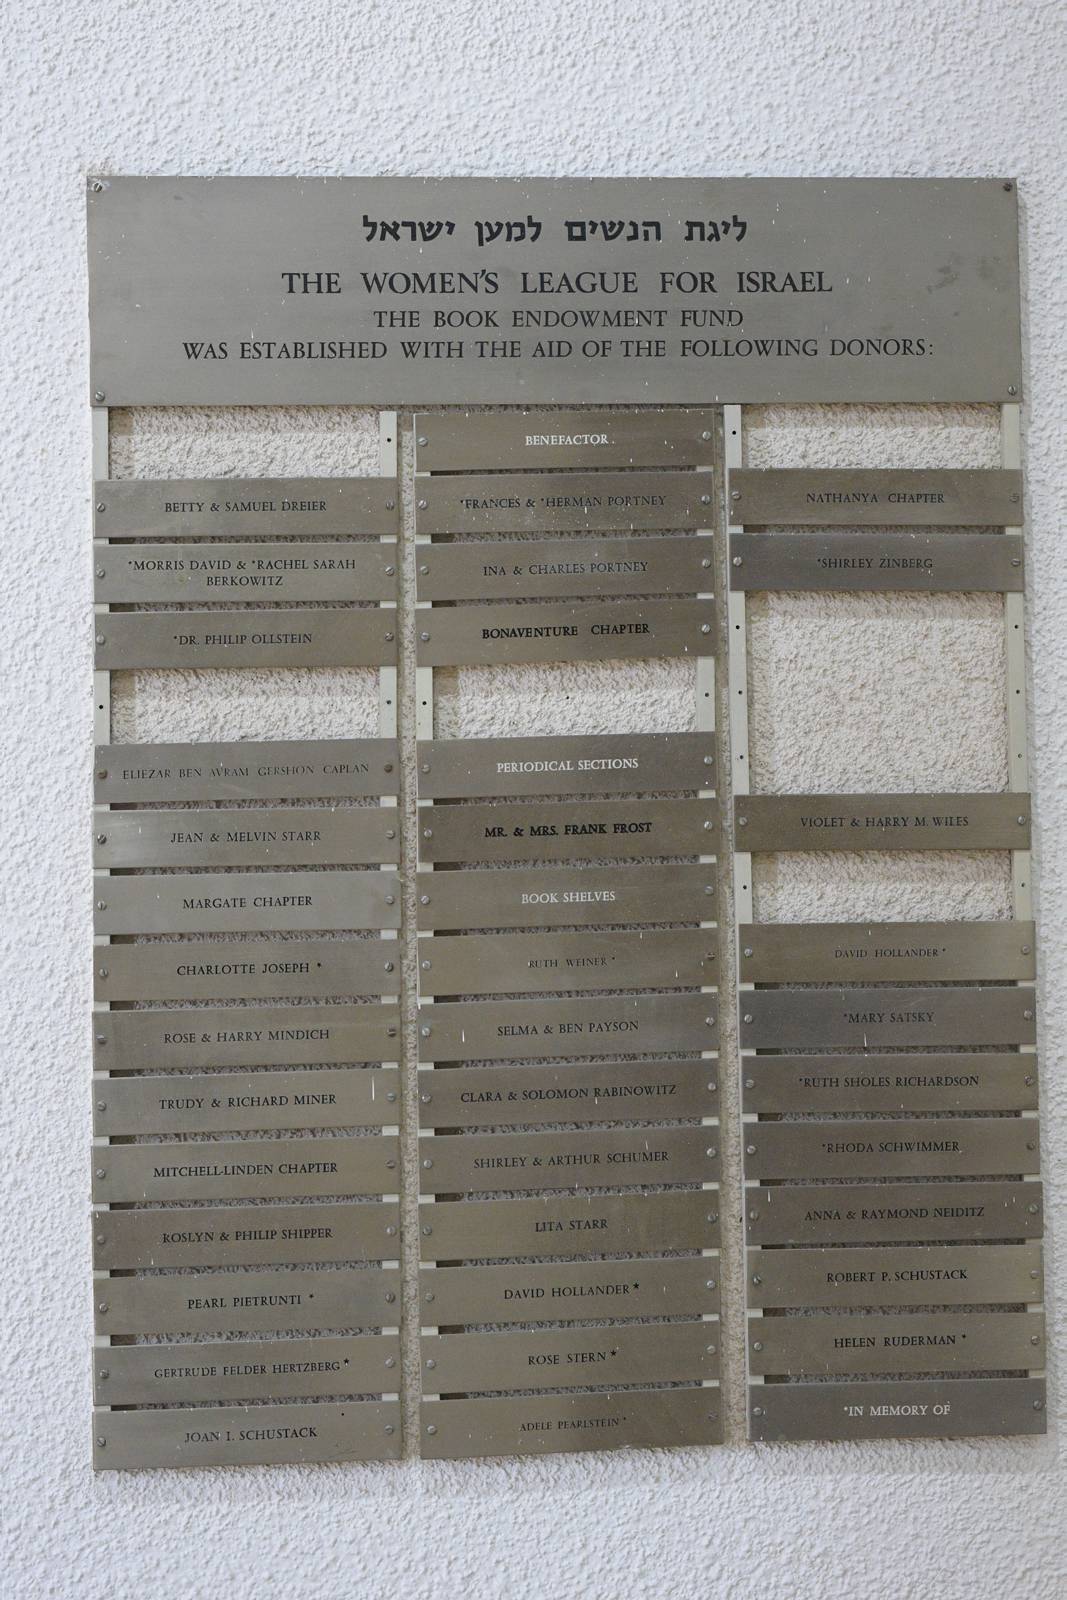 ליגת הנשים למען ישראל
THE WOMEN'S LEAGUE FOR ISRAEL
THE BOOK ENDOWMENT FUND
WAS ESTABLISHED WITH THE AID OF THE FOLLOWING DONORS:
BETTY & SAMUEL DREIER
*MORRIS DAVID & *RACHEL SARAH
BERKOWITZ
*DR. PHILIP OLLSTEIN
ELIEZAR BEN AVRAM GERSHON CAPLAN
JEAN & MELVIN STARR
MARGATE CHAPTER
CHARLOTTE JOSEPH *
ROSE & HARRY MINDICH
TRUDY & RICHARD MINER
MITCHELL-LINDEN CHAPTER
ROSLYN & PHILIP SHIPPER
PEARL PIETRUNTI *
GERTRUDE FELDER HERTZBERG *
JOAN I. SCHUSTACK
BENEFACTOR
*FRANCES & *HERMAN PORTNEY
INA & CHARLES PORTNEY
BONAVENTURE CHAPTER
PERIODICAL SECTIONS
MR. & MRS. FRANK FROST
BOOK SHELVES
RUTH WEINER *
SELMA & BEN PAYSON
CLARA & SOLOMON RABINOWITZ
SHIRLEY & ARTHUR SCHUMER
LITA STARR
DAVID HOLLANDER *
ROSE STERN *
ADELE PEARLSTEIN *
NATHANYA CHAPTER
*SHIRLEY ZINBERG
VIOLET & HARRY M. WILES
DAVID HOLLANDER *
*MARY SATSKY
*RUTH SHOLES RICHARDSON
*RHODA SCHWIMMER
ANNA & RAYMOND NEIDITZ
ROBERT P. SCHUSTACK
HELEN RUDERMAN *
*IN MEMORY OF